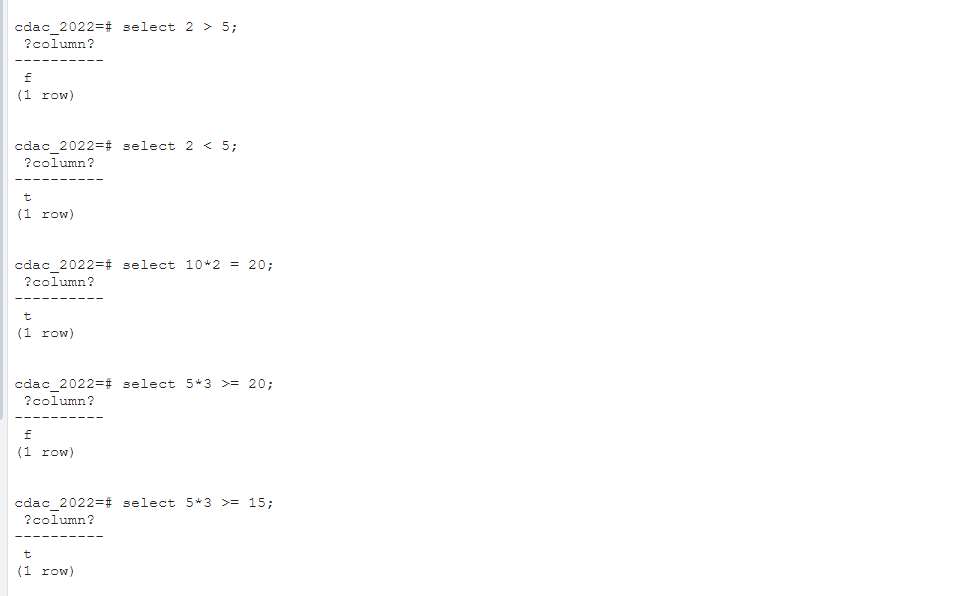 cdac_2022=# select 2 > 5;
 ?column?
----------
 f
(1 row)
cdac_2022=# select 2 < 5;
 ?column?
----------
 t
(1 row)
cdac_2022=# select 10*2 = 20;
 ?column?
----------
 t
(1 row)
cdac_2022=# select 5*3 >= 20;
 ?column?
----------
 f
(1 row)
cdac_2022=# select 5*3 >= 15;
 ?column?
----------
 t
(1 row)